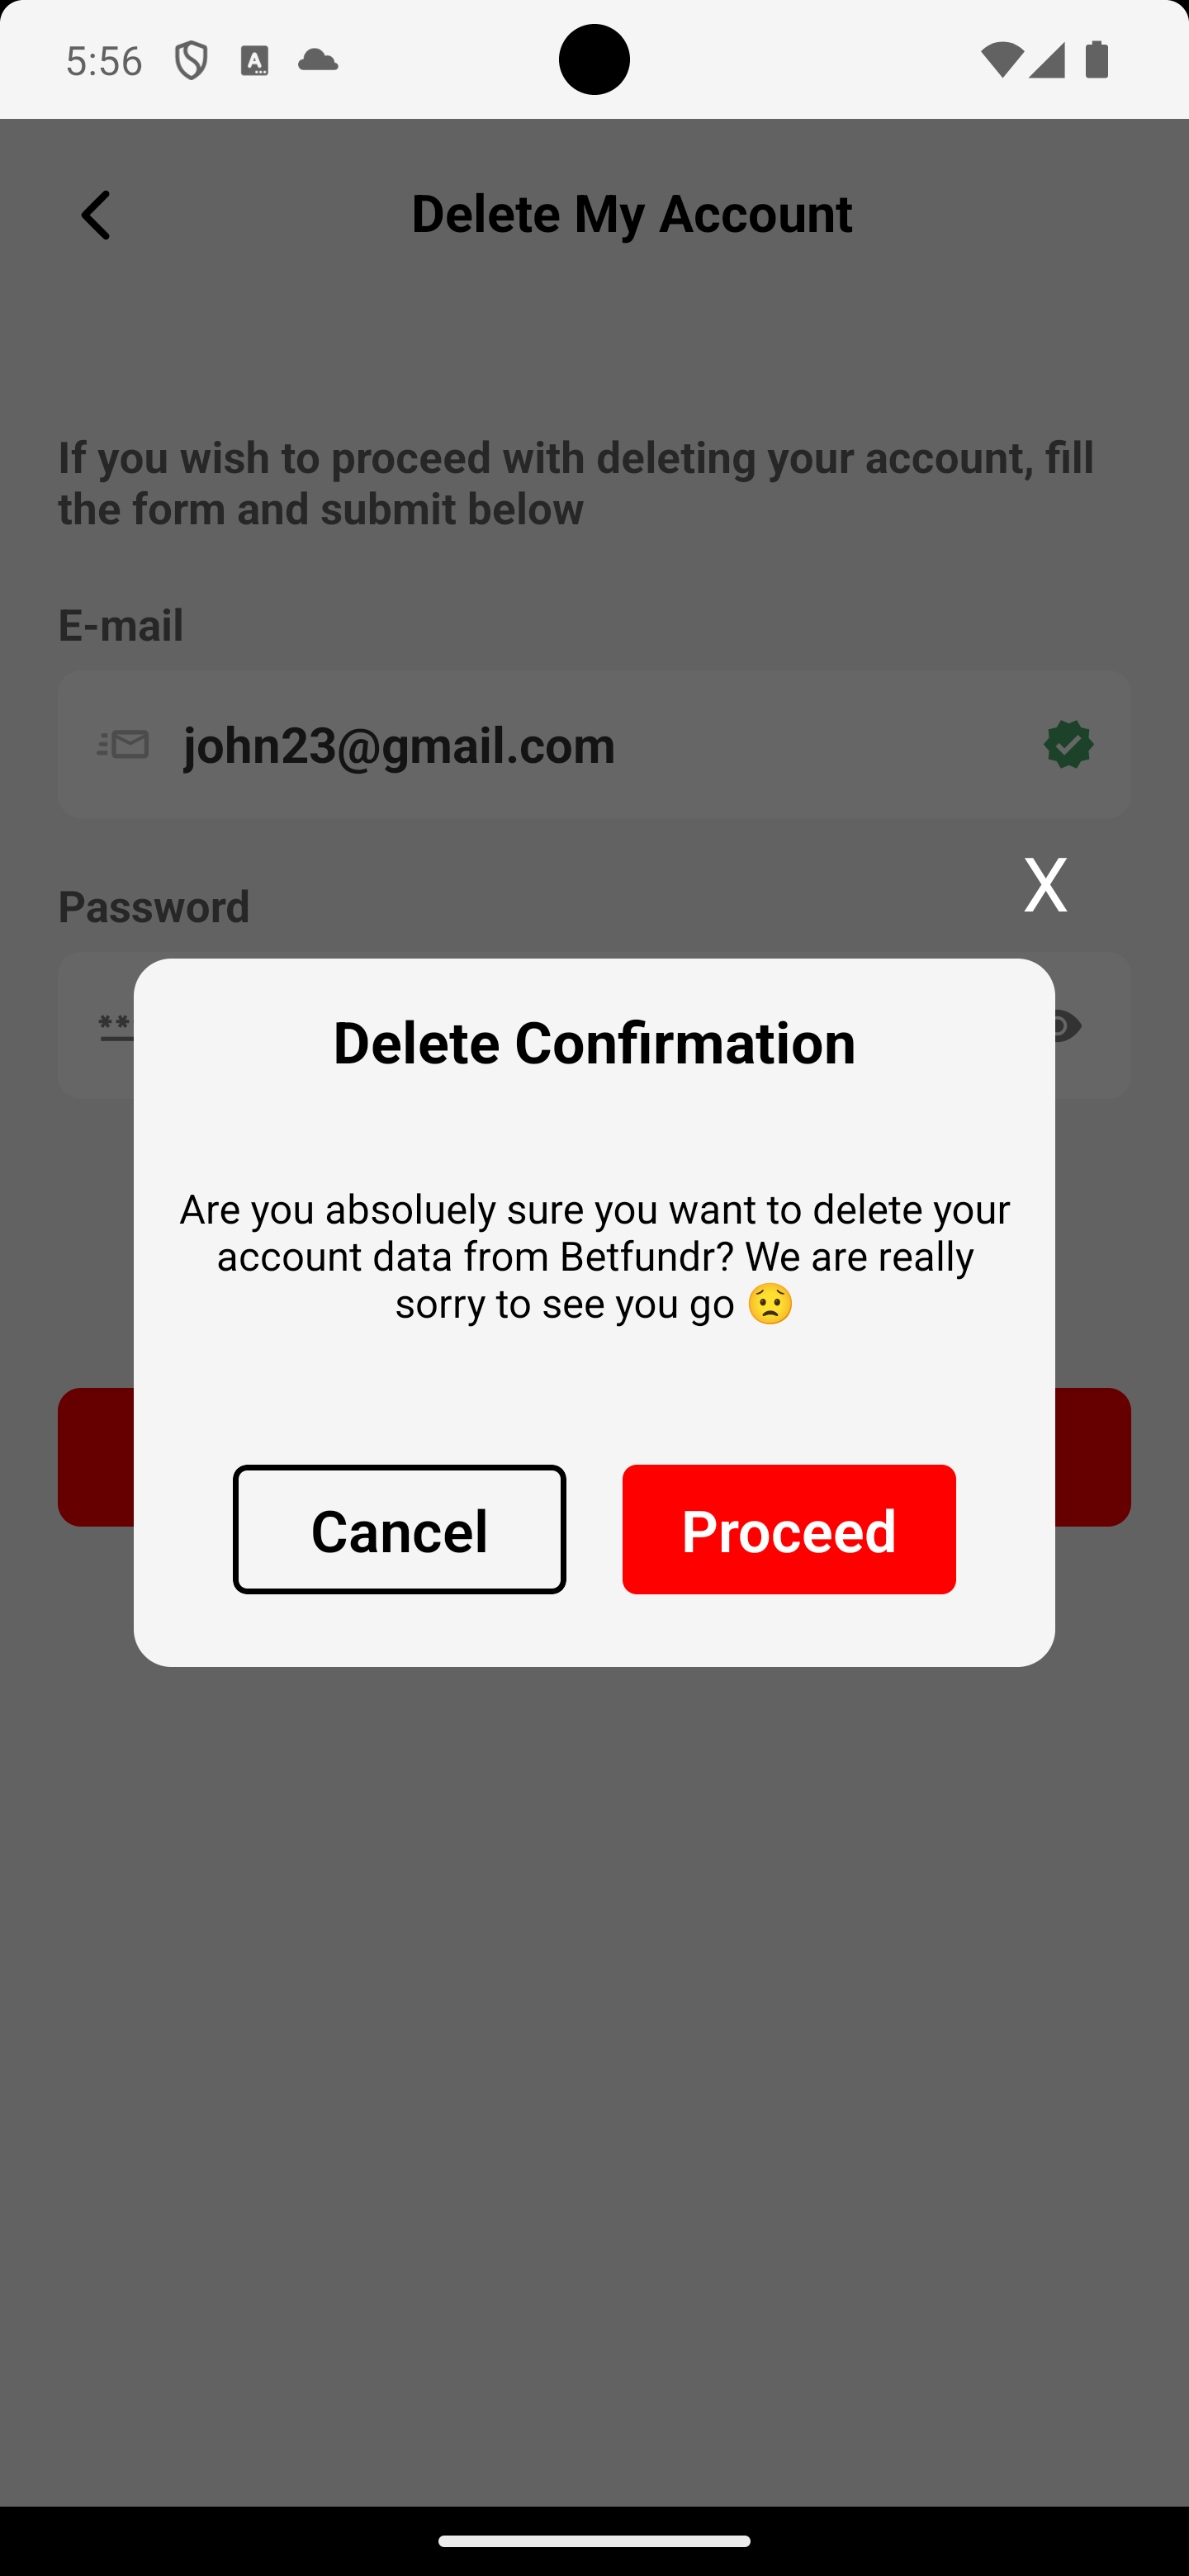 5:56
Delete My Account
If you wish to proceed with deleting your account, fill
the form and submit below
E-mail
john23@gmail.com
X
Password
**
Delete Confirmation
Are you absoluely sure you want to delete your
account data from Betfundr? We are really
sorry to see you go 😟
Cancel
Proceed